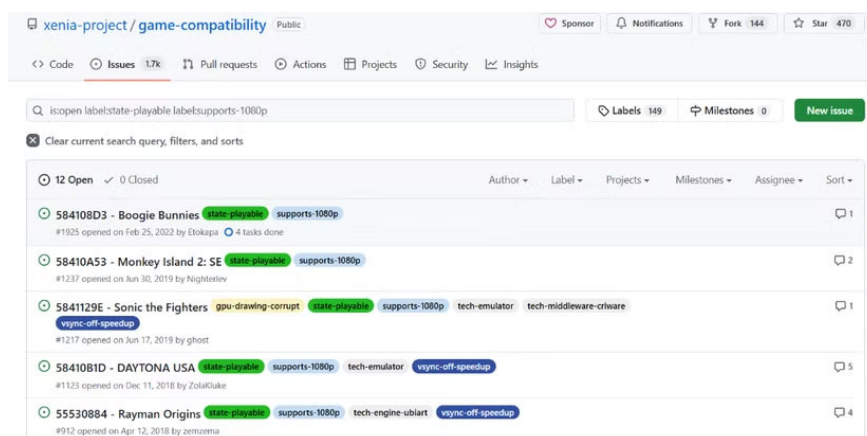 xenia-project / game-compatibility Public
Sponsor Notifications Fork 144 Star 470
Code Issues 1.7k Pull requests Actions Projects Security Insights
is:open label:state-playable label:supports-1080p
Labels 149 Milestones 0 New issue
Clear current search query, filters, and sorts
12 Open 0 Closed Author Label Projects Milestones Assignee Sort
584108D3 - Boogie Bunnies state-playable supports-1080p 1
#1925 opened on Feb 25, 2022 by Etokapa 4 tasks done
58410A53 - Monkey Island 2: SE state-playable supports-1080p 2
#1237 opened on Jun 30, 2019 by Nighterlev
5841129E - Sonic the Fighters gpu-drawing-corrupt state-playable supports-1080p tech-emulator tech-middleware-criware 1
vsync-off-speedup
#1217 opened on Jun 17, 2019 by ghost
58410B1D - DAYTONA USA state-playable supports-1080p tech-emulator vsync-off-speedup 5
#1123 opened on Dec 11, 2018 by ZolaKluke
55530884 - Rayman Origins state-playable supports-1080p tech-engine-ubiart vsync-off-speedup 4
#912 opened on Apr 12, 2018 by zemzema